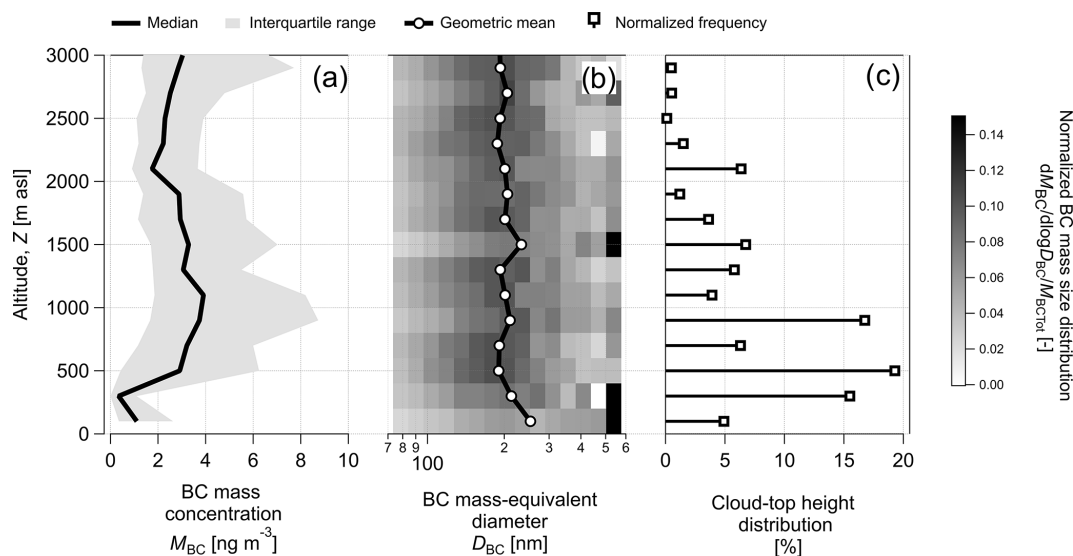 Median Interquartile range Geometric mean Normalized frequency
(a) (b) (c)
3000
2500
2000
1500
1000
500
0
Altitude, Z [m asl]
0 2 4 6 8 10
BC mass
concentration
M_BC [ng m⁻³]
7 8 9 100 2 3 4 5 6
BC mass-equivalent
diameter
D_BC [nm]
0 5 10 15 20
Cloud-top height
distribution
[%]
0.14
0.12
0.10
0.08
0.06
0.04
0.02
0.00
Normalized BC mass size distribution
dM_BC/dlogD_BC/M_BCTot [-]